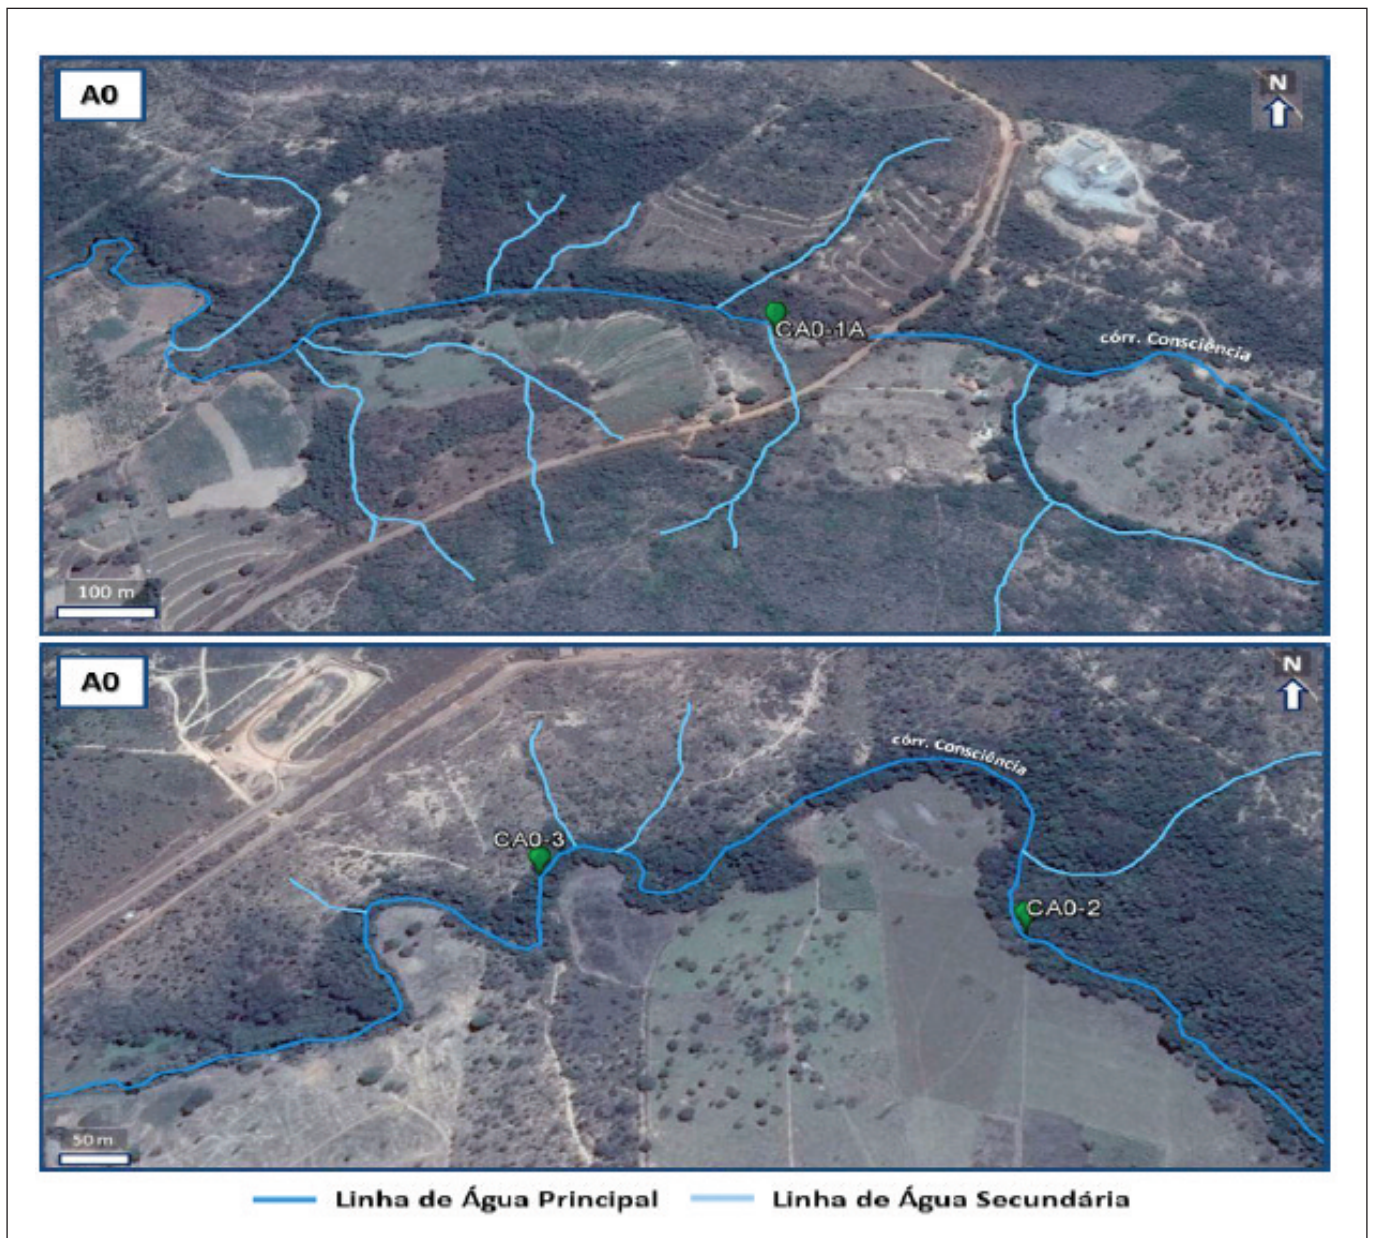 A0
N
córr. Consciência
CA0-1A
100 m
A0
N
córr. Consciência
CA0-3
CA0-2
50 m
Linha de Água Principal
Linha de Água Secundária